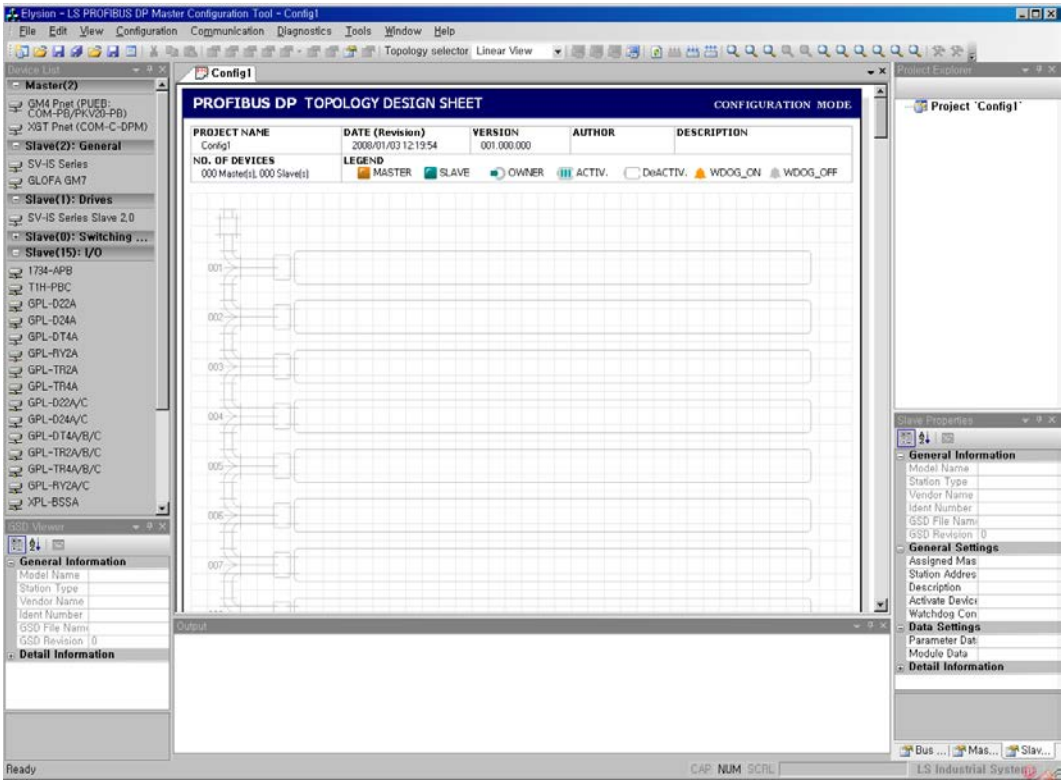 Elysion - LS PROFIBUS DP Master Configuration Tool - Config1
File Edit View Configuration Communication Diagnostics Tools Window Help
Topology selector Linear View
Device List
Master(2)
GM4 Pnet (PUEB: COM-PB/PKV20-PB)
XGT Pnet (COM-C-DPM)
Slave(2): General
SV-IS Series
GLOFA GM7
Slave(1): Drives
SV-IS Series Slave 2,0
Slave(0): Switching ...
Slave(15): I/O
1734-APB
T1H-PBC
GPL-D22A
GPL-D24A
GPL-DT4A
GPL-RY2A
GPL-TR2A
GPL-TR4A
GPL-D22A/C
GPL-D24A/C
GPL-DT4A/B/C
GPL-TR2A/B/C
GPL-TR4A/B/C
GPL-RY2A/C
XPL-BSSA
GSD Viewer
General Information
Model Name
Station Type
Vendor Name
Ident Number
GSD File Name
GSD Revision 0
Detail Information
Config1
PROFIBUS DP TOPOLOGY DESIGN SHEET CONFIGURATION MODE
PROJECT NAME DATE (Revision) VERSION AUTHOR DESCRIPTION
Config1 2008/01/03 12:19:54 001.000.000
NO. OF DEVICES LEGEND
000 Master(s), 000 Slave(s) MASTER SLAVE OWNER ACTIV. DeACTIV. WDOG_ON WDOG_OFF
001
002
003
004
005
006
007
Output
Project Explorer
Project 'Config1'
Slave Properties
General Information
Model Name
Station Type
Vendor Name
Ident Number
GSD File Name
GSD Revision 0
General Settings
Assigned Mas
Station Addres
Description
Activate Device
Watchdog Con
Data Settings
Parameter Dat
Module Data
Detail Information
Bus ... Mas... Slav...
Ready CAP NUM SCRL LS Industrial Systems